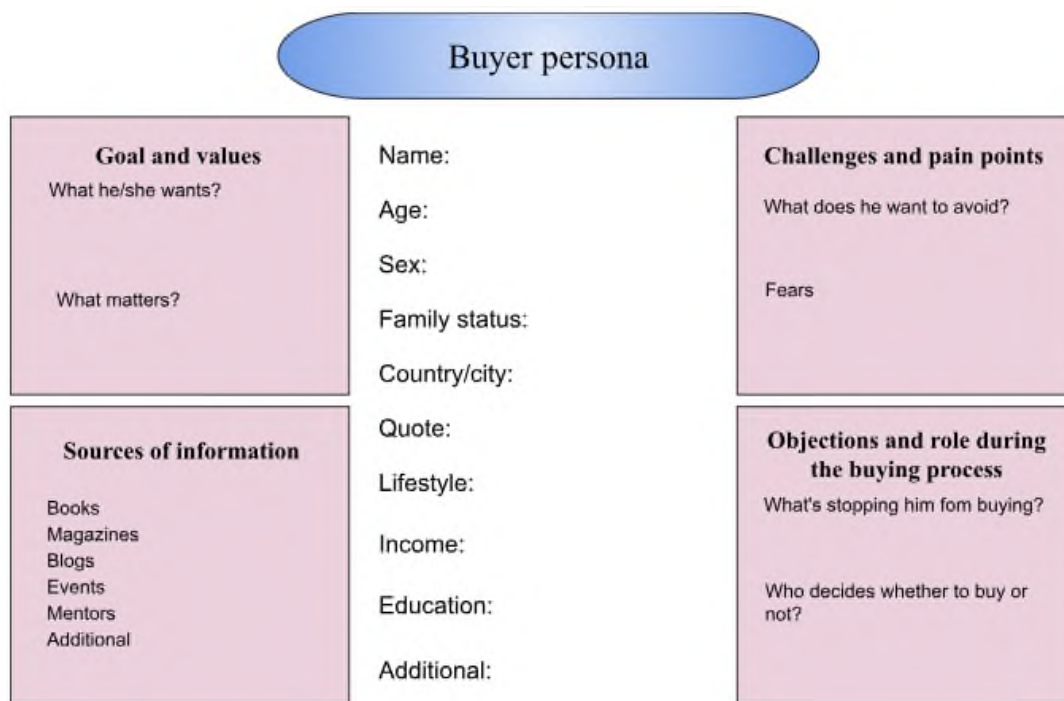 Buyer persona
Goal and values
What he/she wants?
What matters?
Sources of information
Books
Magazines
Blogs
Events
Mentors
Additional
Name:
Age:
Sex:
Family status:
Country/city:
Quote:
Lifestyle:
Income:
Education:
Additional:
Challenges and pain points
What does he want to avoid?
Fears
Objections and role during
the buying process
What's stopping him fom buying?
Who decides whether to buy or
not?